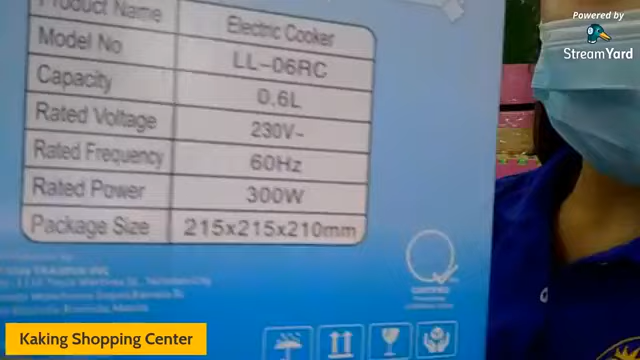 Powered by
StreamYard
Product Name Electric Cooker
Model No LL-06RC
Capacity 0.6L
Rated Voltage 230V~
Rated Frequency 60Hz
Rated Power 300W
Package Size 215x215x210mm
Kaking Shopping Center